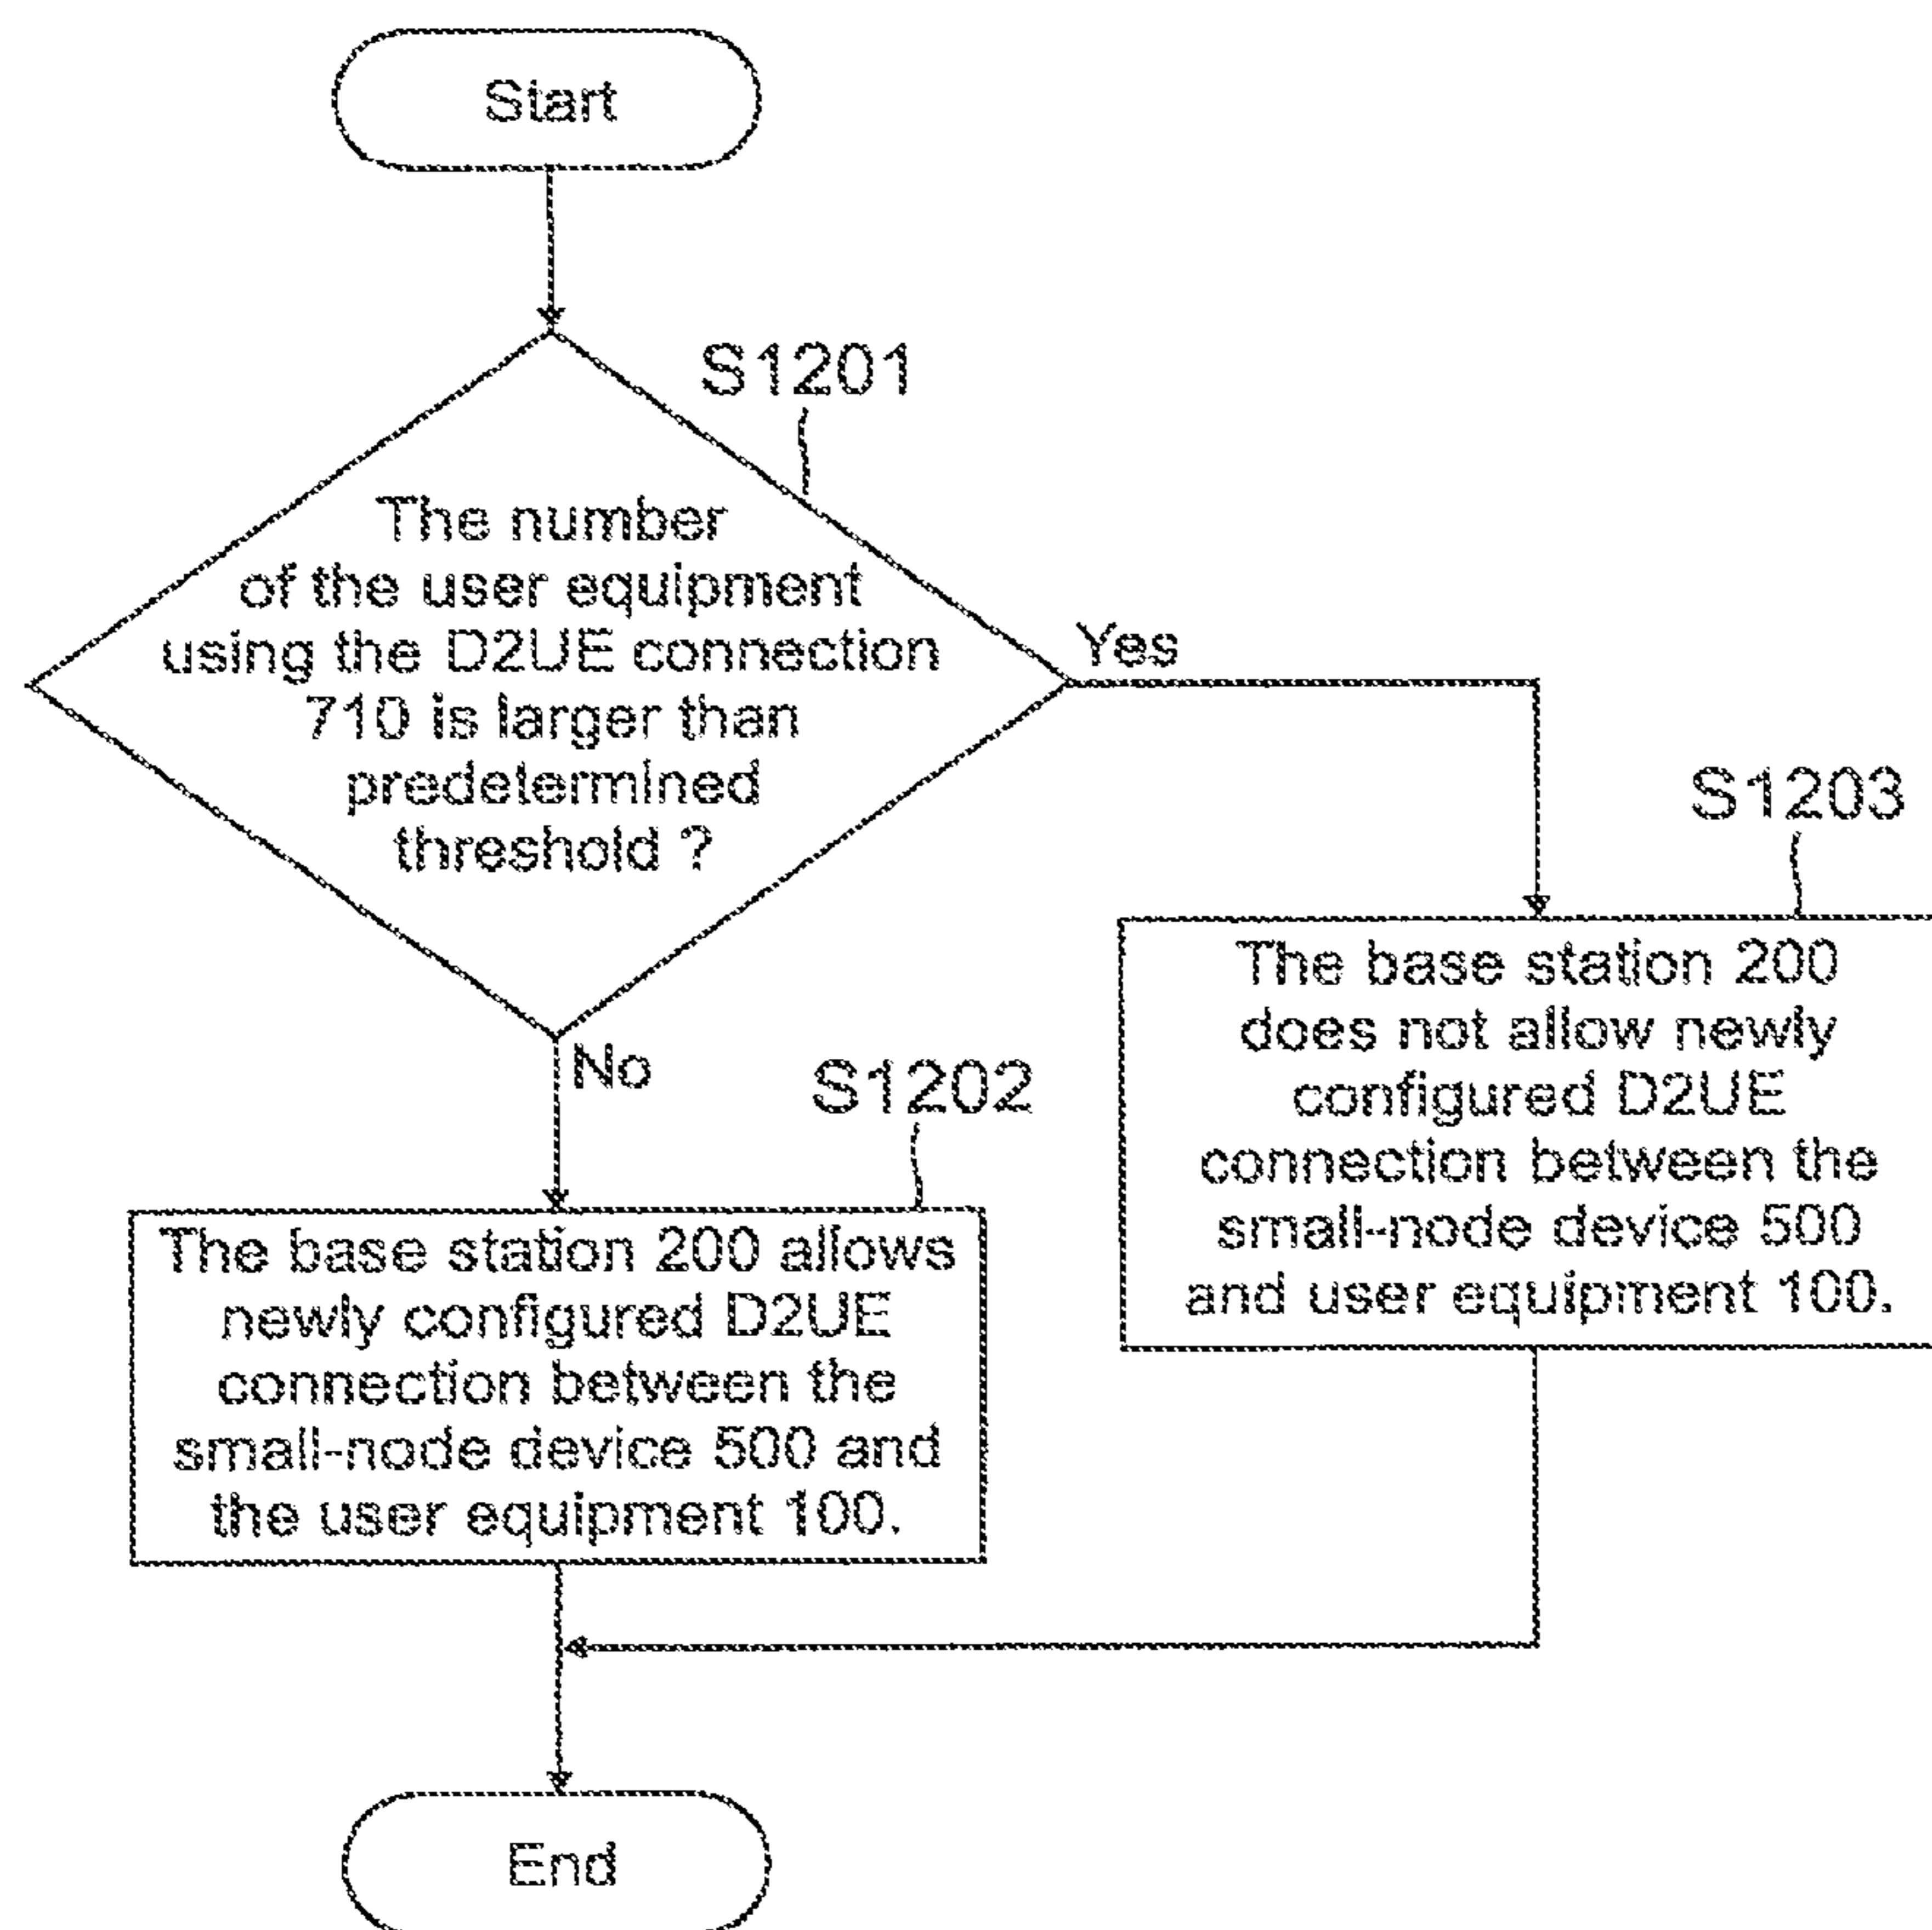 Start
S1201
The number
of the user equipment
using the D2UE connection
710 is larger than
predetermined
threshold ?
Yes
No
S1203
The base station 200
does not allow newly
configured D2UE
connection between the
small-node device 500
and user equipment 100.
S1202
The base station 200 allows
newly configured D2UE
connection between the
small-node device 500 and
the user equipment 100.
End